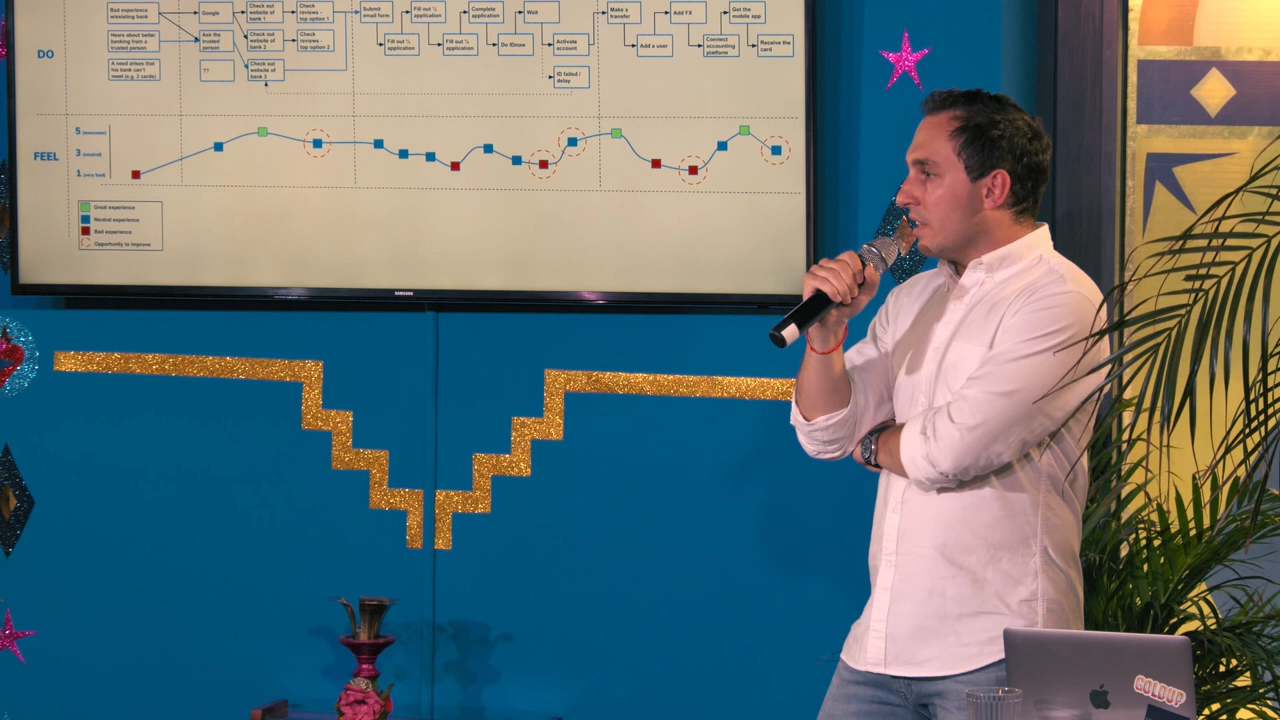 Bad experience
w/existing bank
Google
Check out
website of
bank 1
Check
reviews -
top option 1
Submit
email form
Fill out ½
application
Complete
application
Wait
Make a
transfer
Add FX
Get the
mobile app
Hears about better
banking from a
trusted person
Ask the
trusted
person
Check out
website of
bank 2
Check
reviews -
top option 2
Fill out ½
application
Fill out ½
application
Do IDnow
Activate
account
Add a user
Connect
accounting
platform
Receive the
card
DO
A need arises that
his bank can't
meet (e.g. 2 cards)
??
Check out
website of
bank 3
ID failed /
delay
5
FEEL
3 (neutral)
1 (very bad)
Great experience
Neutral experience
Bad experience
Opportunity to improve
SAMSUNG
GOLDUP